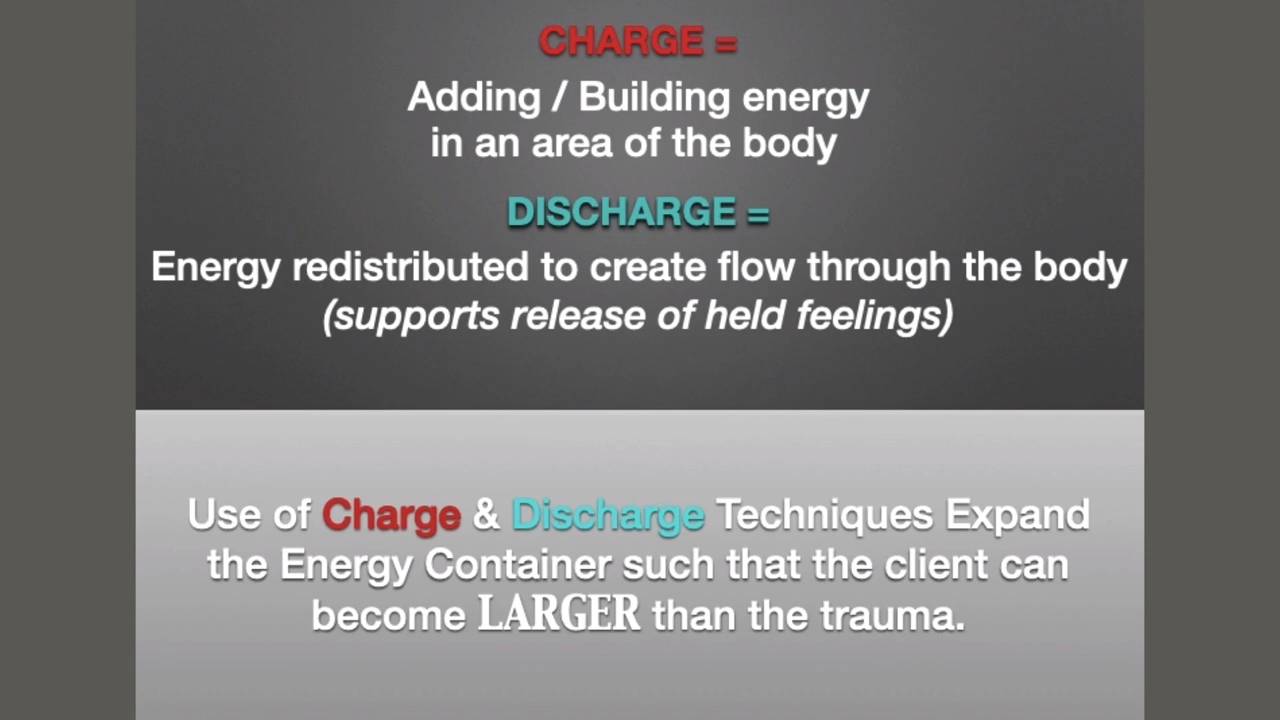 CHARGE =
Adding / Building energy
in an area of the body
DISCHARGE =
Energy redistributed to create flow through the body
(supports release of held feelings)
Use of Charge & Discharge Techniques Expand
the Energy Container such that the client can
become LARGER than the trauma.